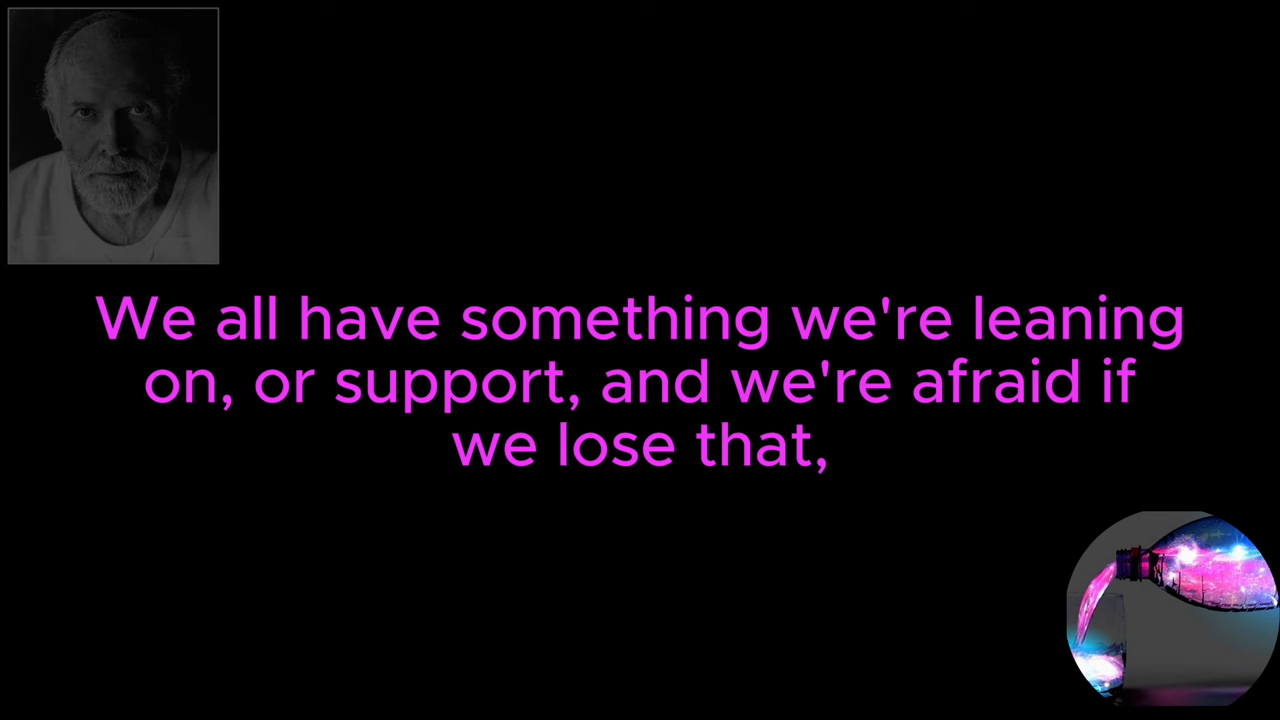 We all have something we're leaning
on, or support, and we're afraid if
we lose that,